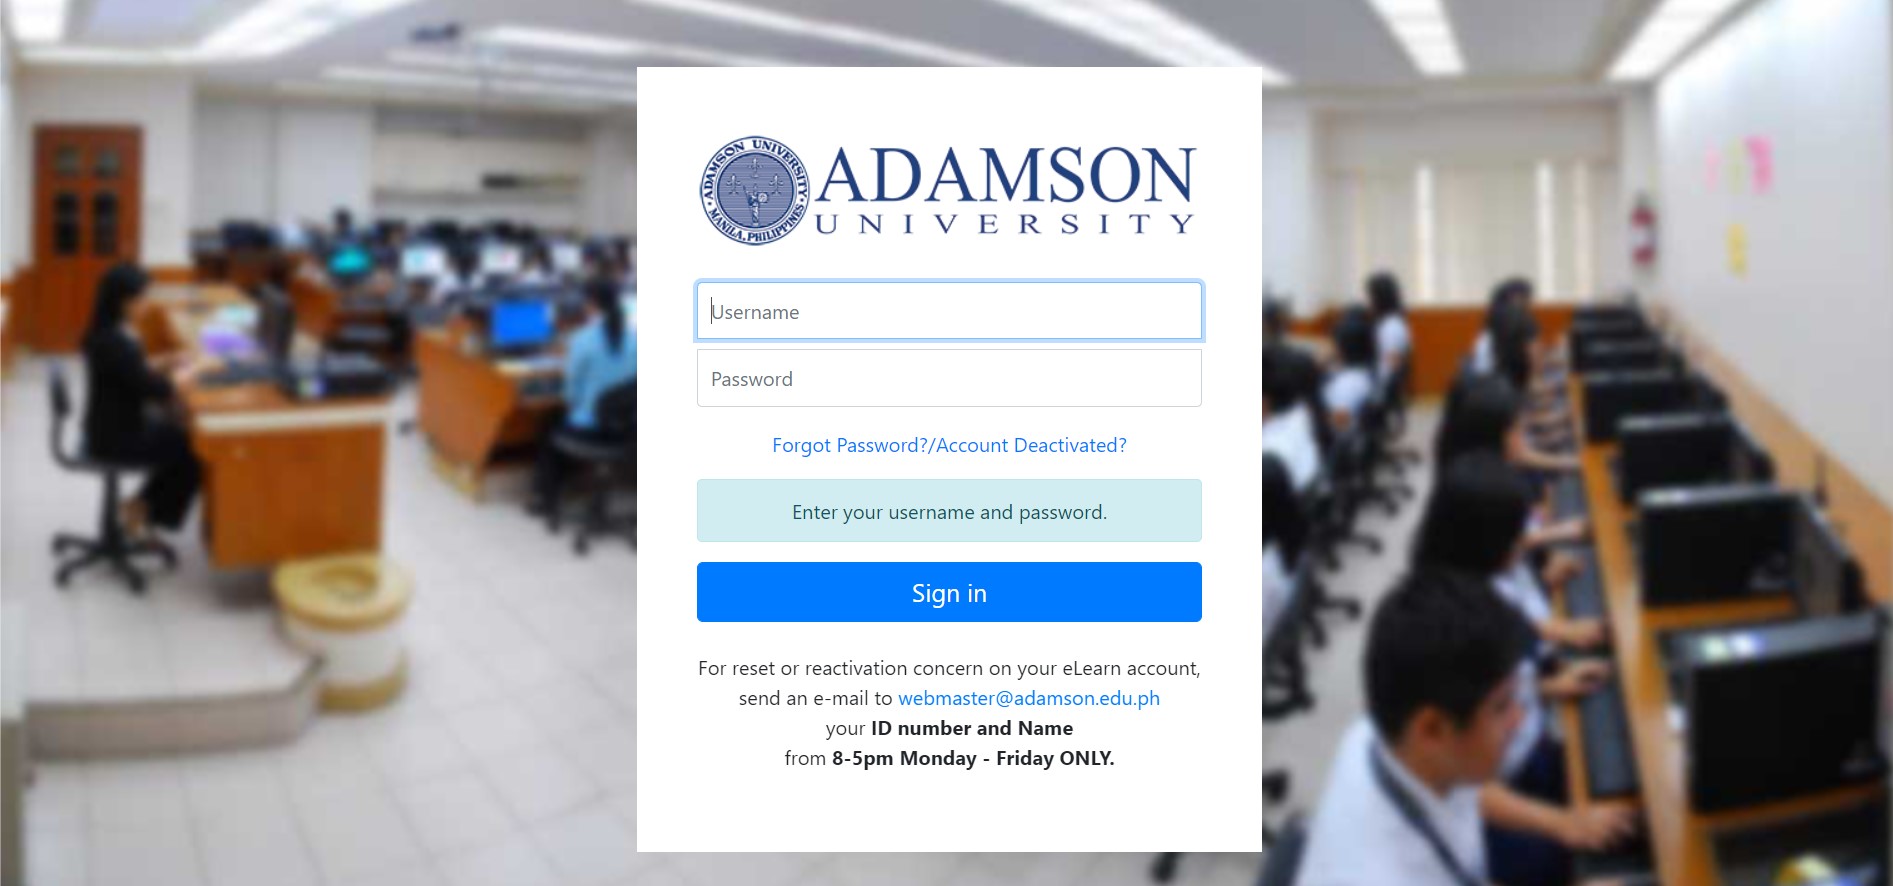 ADAMSON UNIVERSITY
MANILA, PHILIPPINES
ADAMSON
UNIVERSITY
Username
Password
Forgot Password?/Account Deactivated?
Enter your username and password.
Sign in
For reset or reactivation concern on your eLearn account,
send an e-mail to webmaster@adamson.edu.ph
your ID number and Name
from 8-5pm Monday - Friday ONLY.